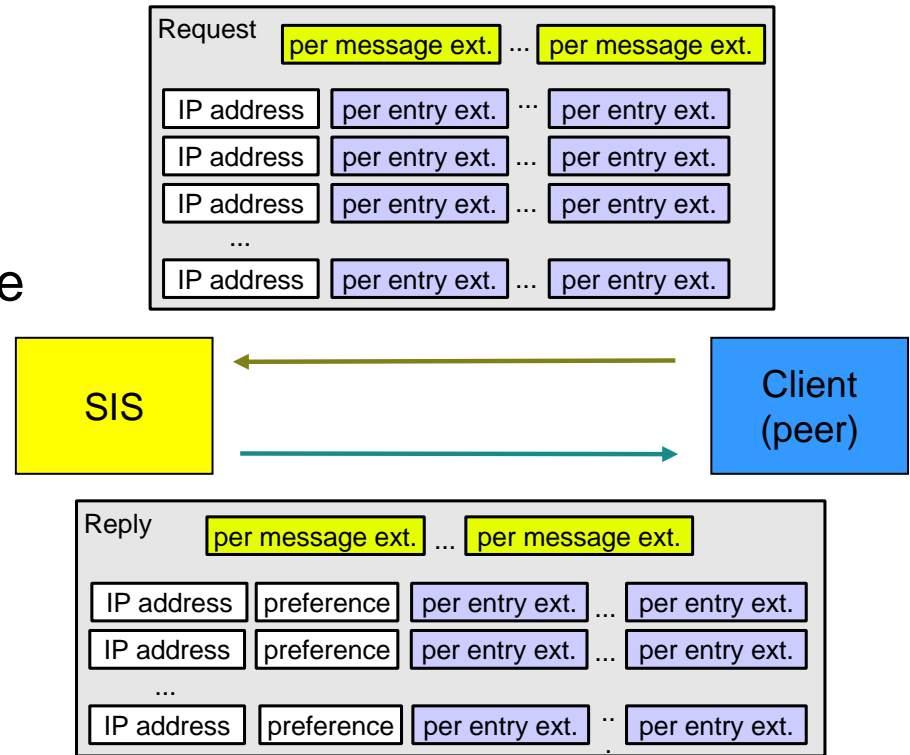 Request
per message ext. ... per message ext.
IP address per entry ext. ... per entry ext.
IP address per entry ext. ... per entry ext.
IP address per entry ext. ... per entry ext.
...
IP address per entry ext. ... per entry ext.
e
SIS
Client
(peer)
Reply
per message ext. ... per message ext.
IP address preference per entry ext. ... per entry ext.
IP address preference per entry ext. ... per entry ext.
...
IP address preference per entry ext. ... per entry ext.